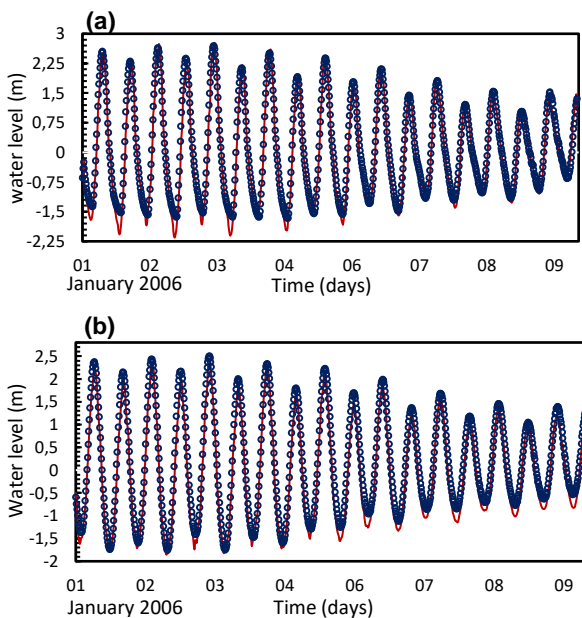 (a)
3
2,25
1,5
0,75
0
-0,75
-1,5
-2,25
water level (m)
01 02 03 04 06 07 08 09
January 2006 Time (days)
(b)
2,5
2
1,5
1
0,5
0
-0,5
-1
-1,5
-2
Water level (m)
01 02 03 04 06 07 08 09
January 2006 Time (days)